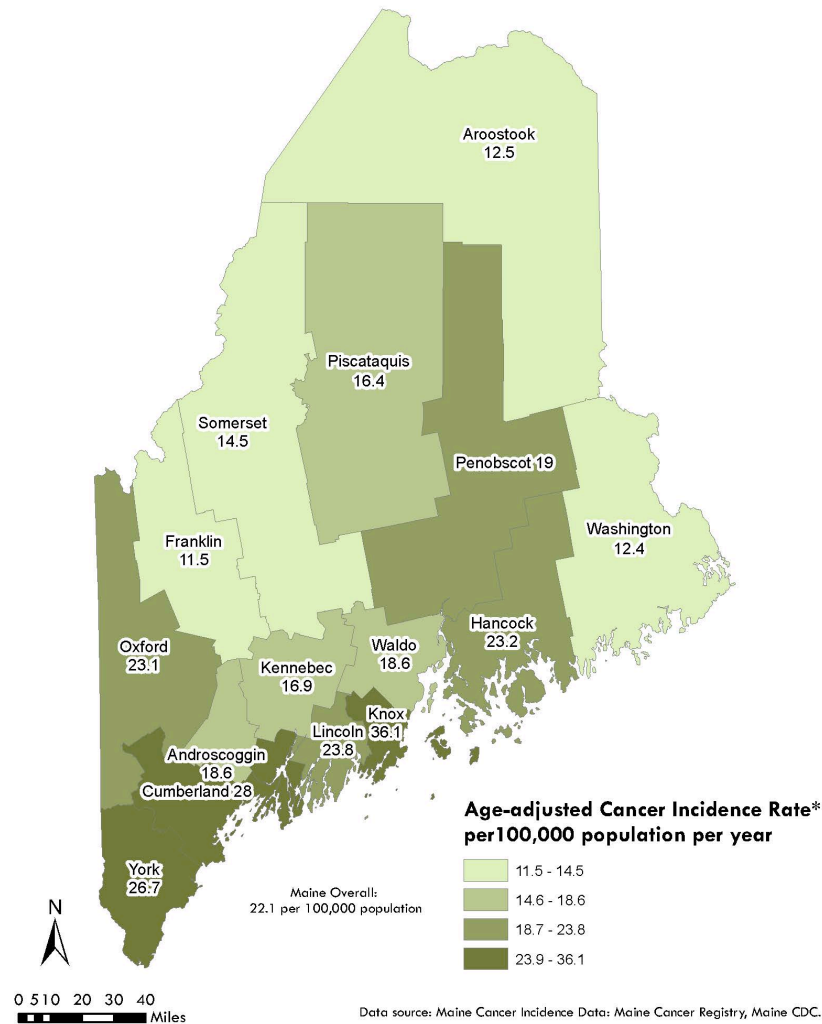 Aroostook
12.5
Piscataquis
16.4
Somerset
14.5
Penobscot 19
Washington
12.4
Franklin
11.5
Hancock
23.2
Oxford
23.1
Waldo
18.6
Kennebec
16.9
Knox
36.1
Lincoln
23.8
Androscoggin
18.6
Cumberland 28
York
26.7
Maine Overall:
22.1 per 100,000 population
Age-adjusted Cancer Incidence Rate*
per100,000 population per year
11.5 - 14.5
14.6 - 18.6
18.7 - 23.8
23.9 - 36.1
N
0 5 10 20 30 40
Miles
Data source: Maine Cancer Incidence Data: Maine Cancer Registry, Maine CDC.